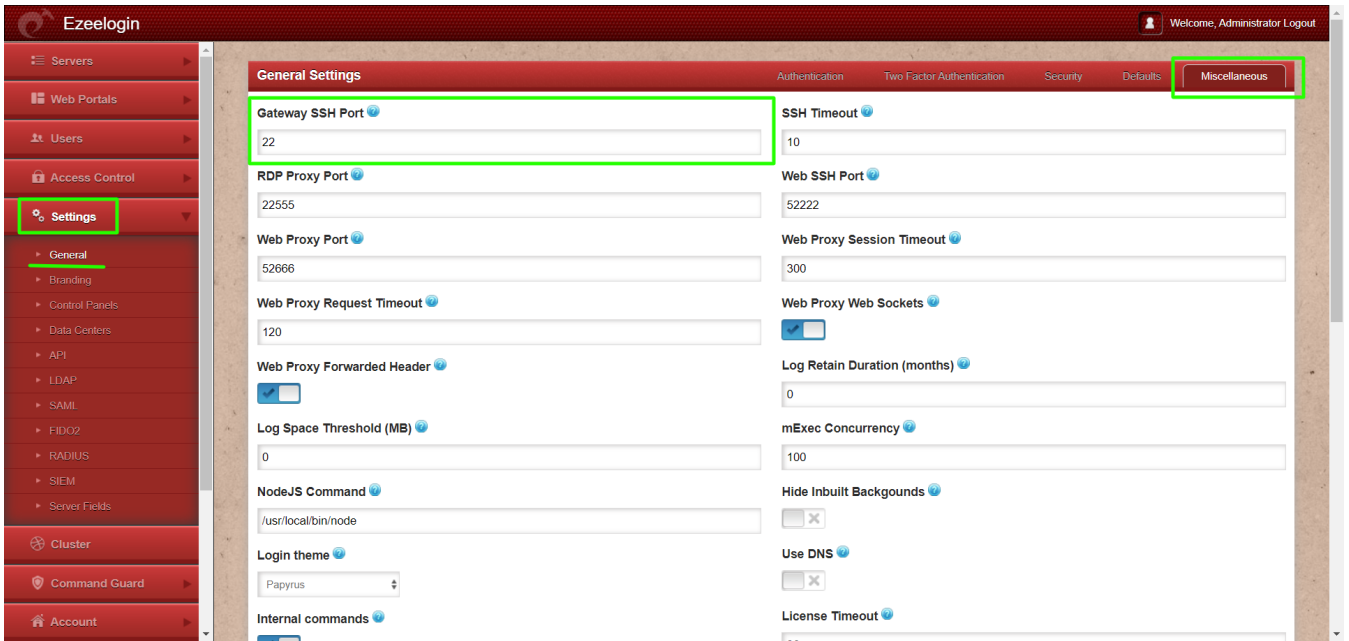 Ezeelogin
Welcome, Administrator Logout
Servers
Web Portals
Users
Access Control
Settings
General
Branding
Control Panels
Data Centers
API
LDAP
SAML
FIDO2
RADIUS
SIEM
Server Fields
Cluster
Command Guard
Account
General Settings
Authentication
Two Factor Authentication
Security
Defaults
Miscellaneous
Gateway SSH Port
22
SSH Timeout
10
RDP Proxy Port
22555
Web SSH Port
52222
Web Proxy Port
52666
Web Proxy Session Timeout
300
Web Proxy Request Timeout
120
Web Proxy Web Sockets
Web Proxy Forwarded Header
Log Retain Duration (months)
0
Log Space Threshold (MB)
0
mExec Concurrency
100
NodeJS Command
/usr/local/bin/node
Hide Inbuilt Backgounds
Login theme
Papyrus
Use DNS
Internal commands
License Timeout